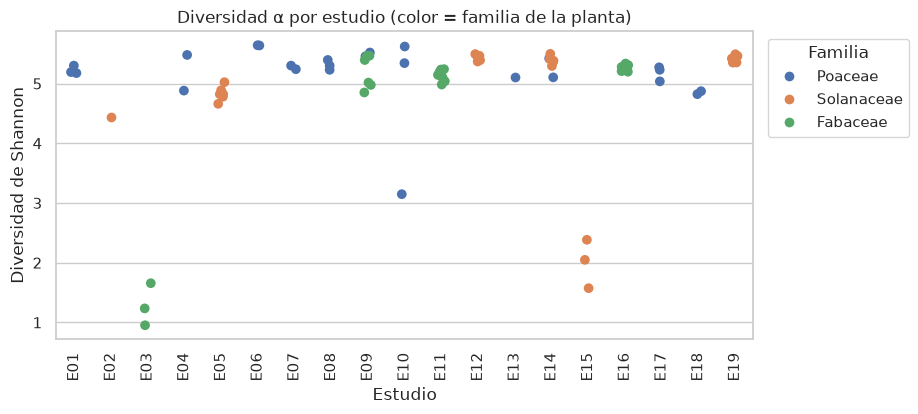 Diversidad α por estudio (color = familia de la planta)
Familia
Poaceae
Solanaceae
Fabaceae
Diversidad de Shannon
5
4
3
2
1
E01 E02 E03 E04 E05 E06 E07 E08 E09 E10 E11 E12 E13 E14 E15 E16 E17 E18 E19
Estudio